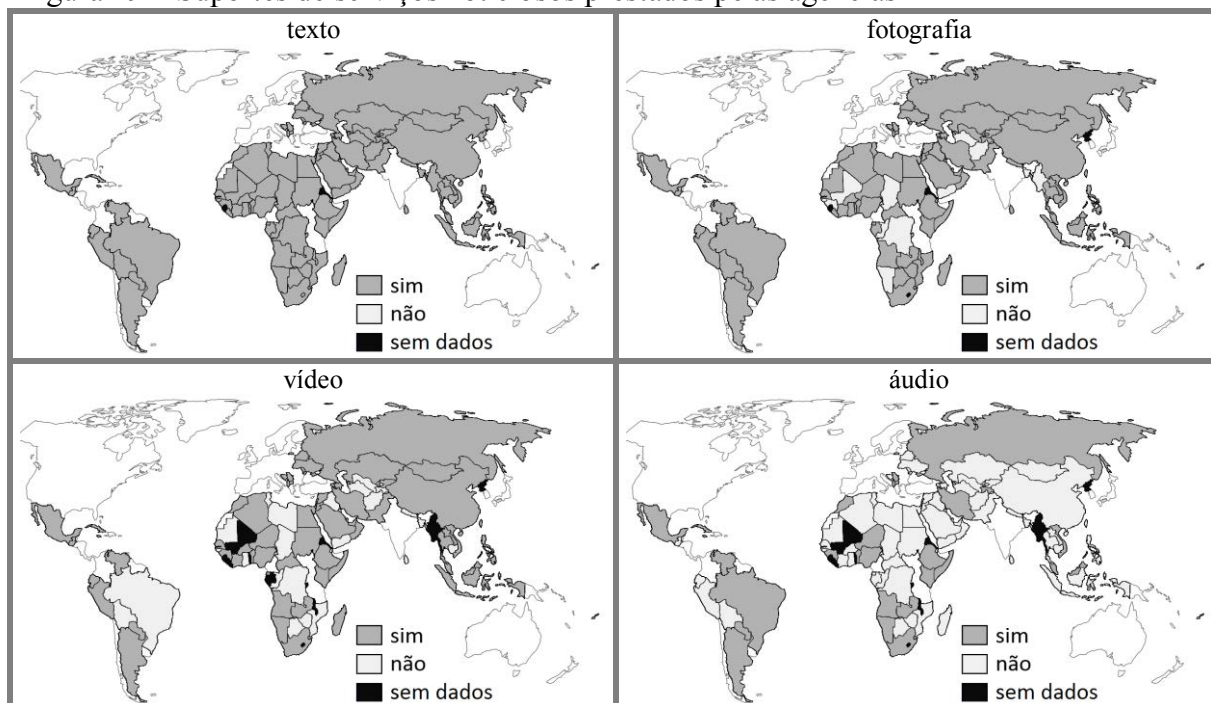 texto
sim
não
sem dados
fotografia
sim
não
sem dados
vídeo
sim
não
sem dados
áudio
sim
não
sem dados